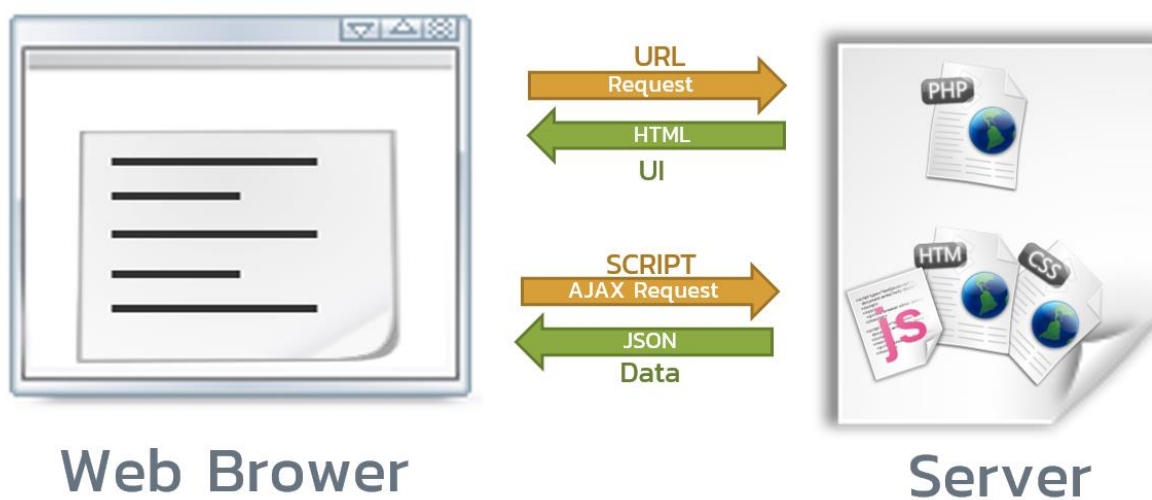 URL
Request
HTML
UI
SCRIPT
AJAX Request
JSON
Data
PHP
HTM
CSS
js
Web Brower
Server